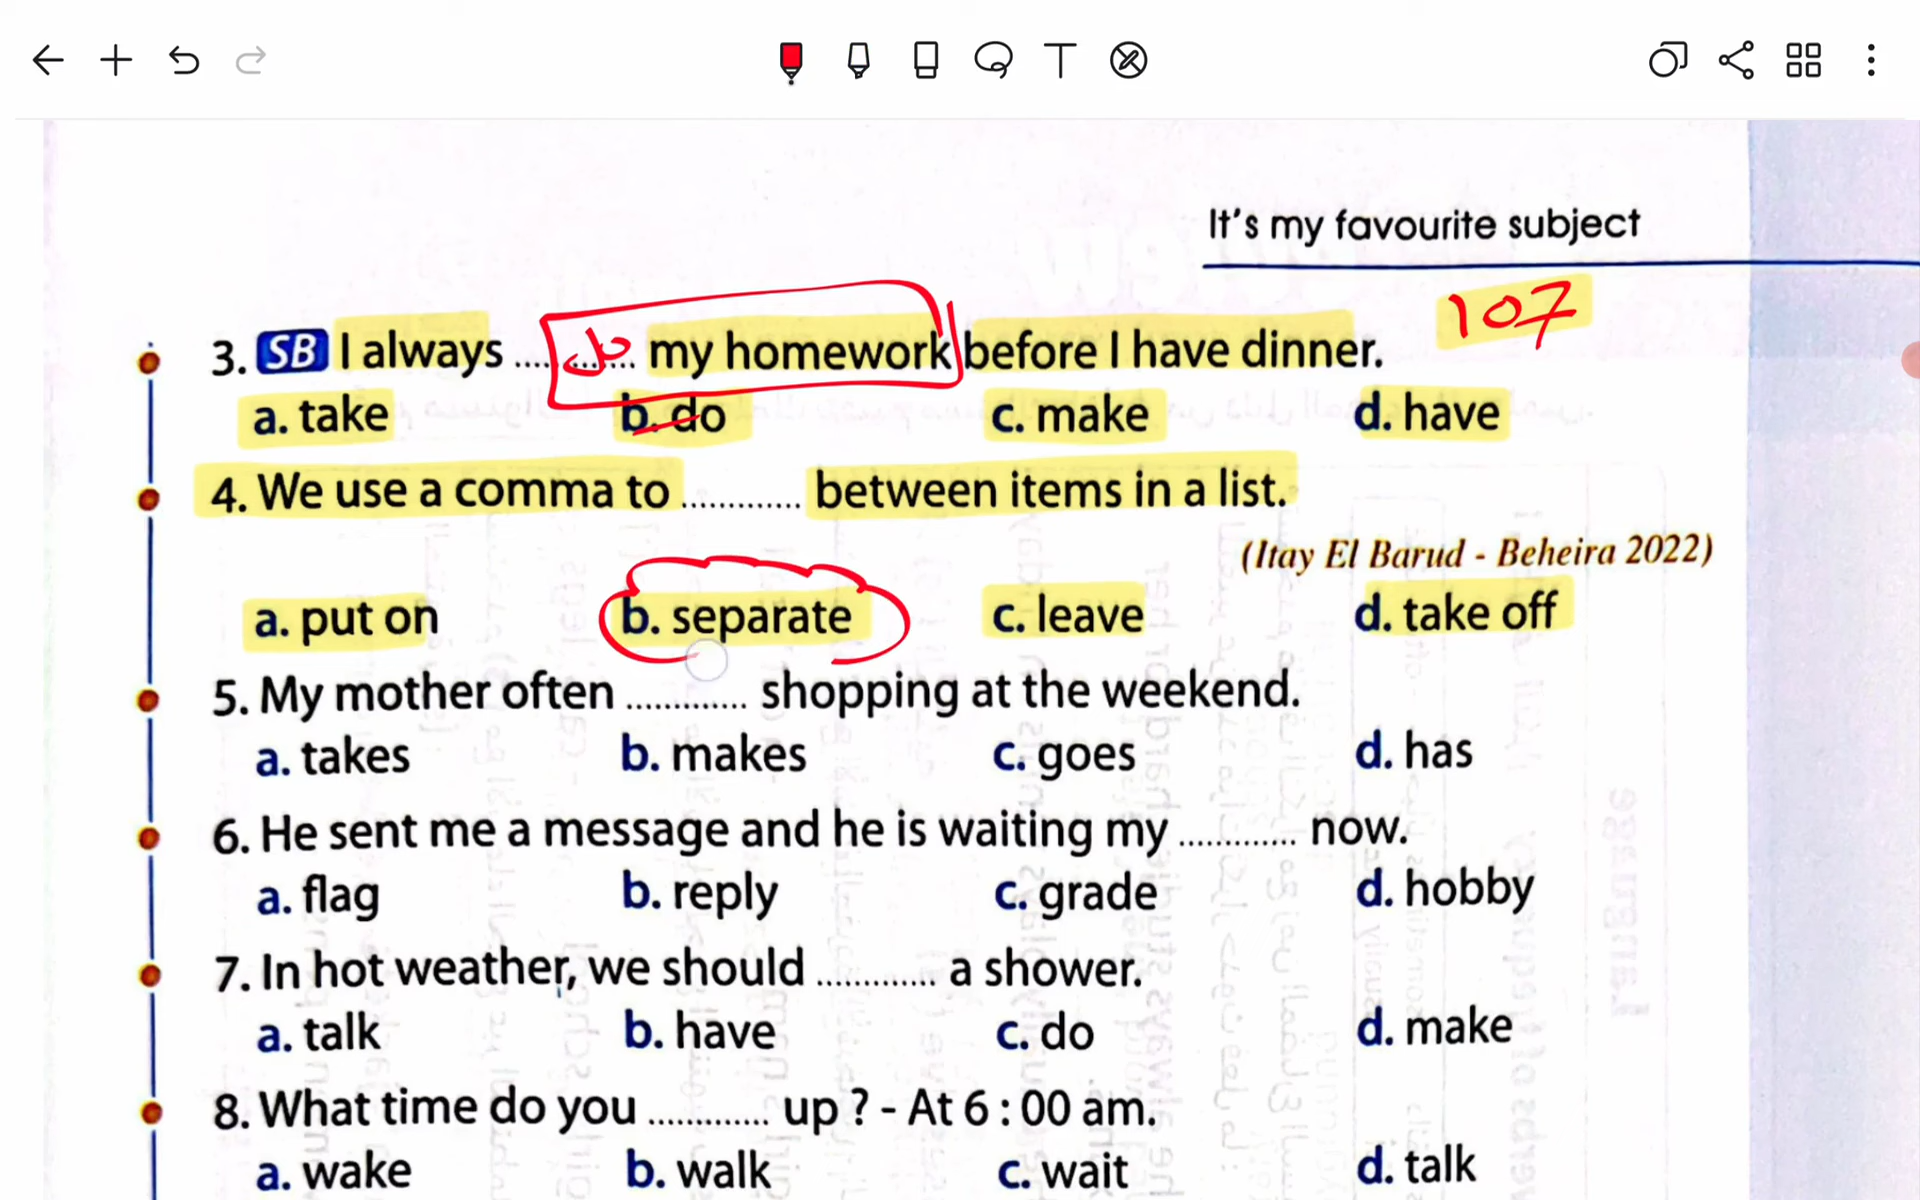 It's my favourite subject
107
3. SB I always ............ my homework before I have dinner.
do
a. take b. do c. make d. have
4. We use a comma to ............ between items in a list.
(Itay El Barud - Beheira 2022)
a. put on b. separate c. leave d. take off
5. My mother often ............ shopping at the weekend.
a. takes b. makes c. goes d. has
6. He sent me a message and he is waiting my ............ now.
a. flag b. reply c. grade d. hobby
7. In hot weather, we should ............ a shower.
a. talk b. have c. do d. make
8. What time do you ............ up ? - At 6 : 00 am.
a. wake b. walk c. wait d. talk